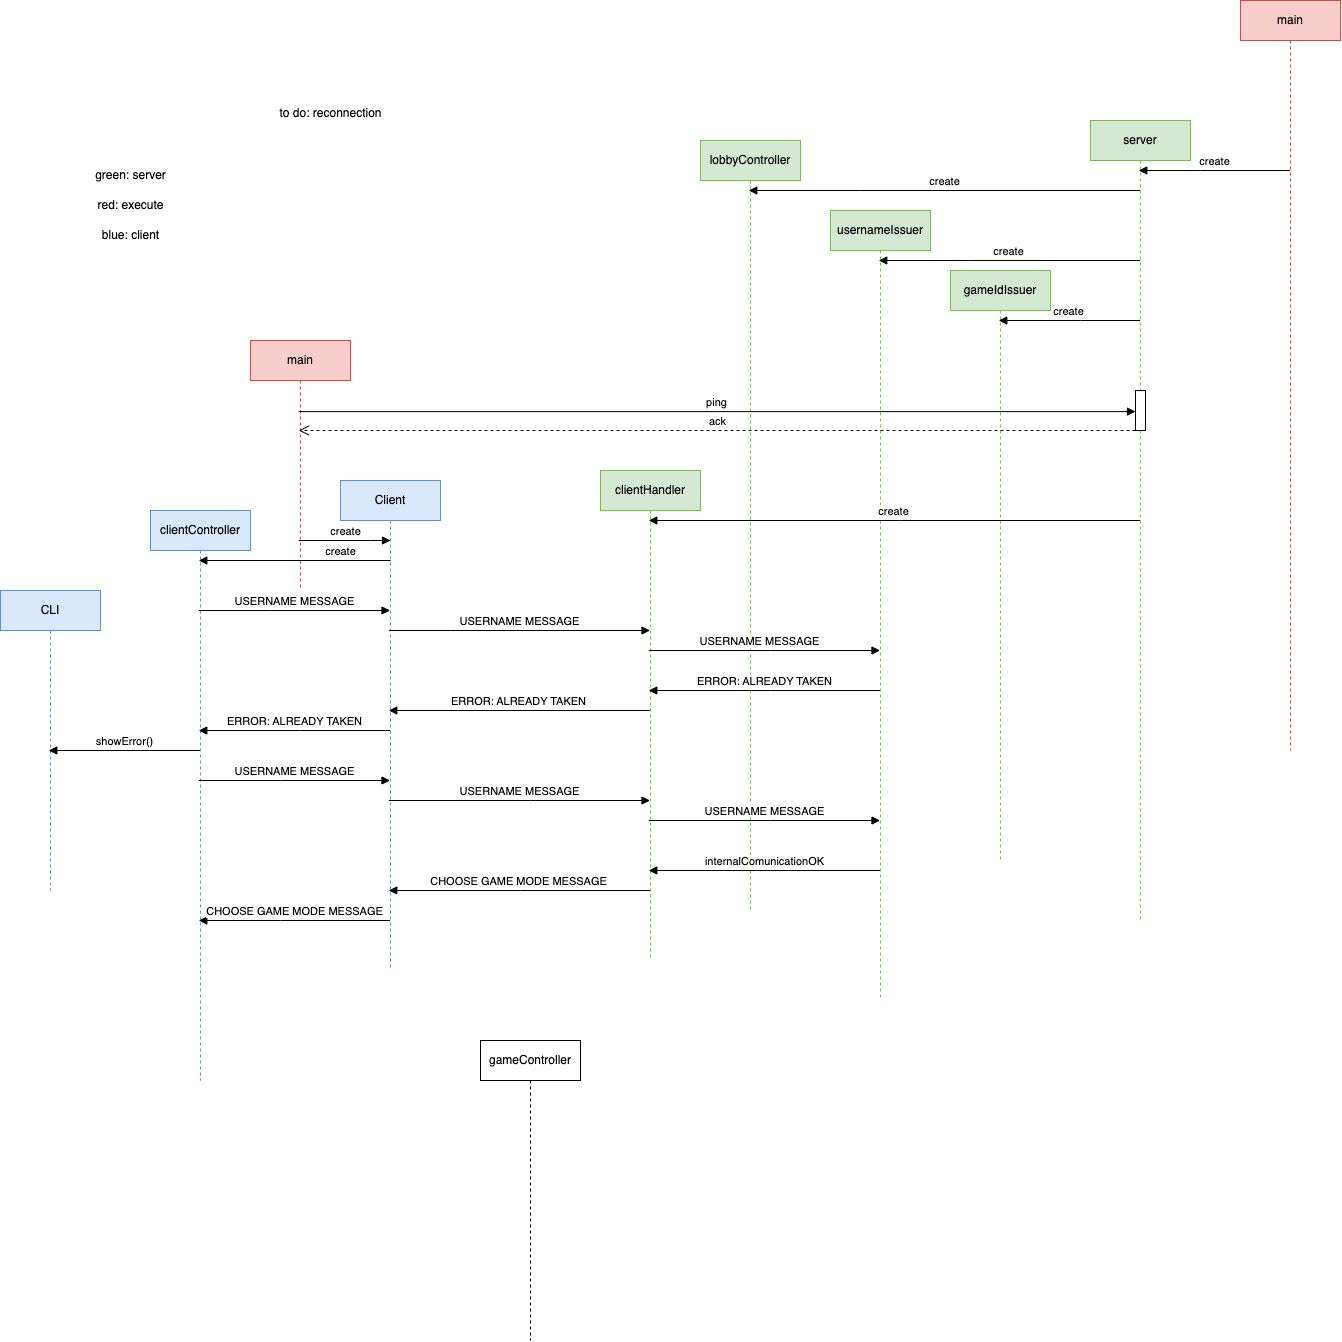 main
to do: reconnection
server
lobbyController
create
green: server
create
red: execute
usernameIssuer
blue: client
create
gameIdIssuer
create
main
ping
ack
clientHandler
Client
create
clientController
create
create
CLI
USERNAME MESSAGE
USERNAME MESSAGE
USERNAME MESSAGE
ERROR: ALREADY TAKEN
ERROR: ALREADY TAKEN
ERROR: ALREADY TAKEN
showError()
USERNAME MESSAGE
USERNAME MESSAGE
USERNAME MESSAGE
internalComunicationOK
CHOOSE GAME MODE MESSAGE
CHOOSE GAME MODE MESSAGE
gameController